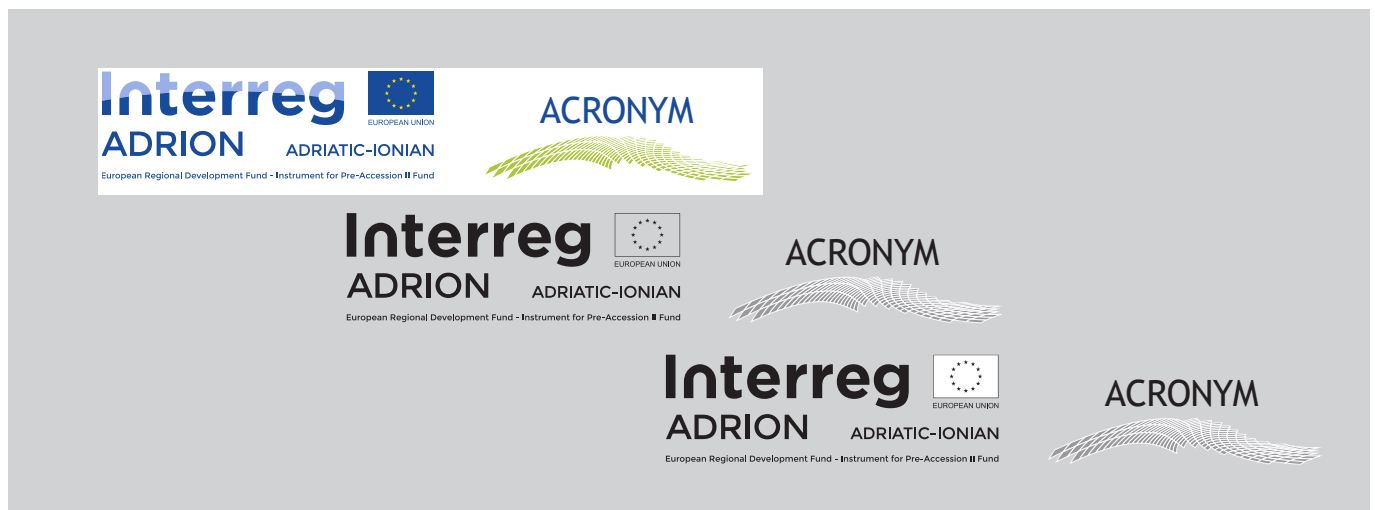 Interreg
EUROPEAN UNION
ADRION ADRIATIC-IONIAN
European Regional Development Fund - Instrument for Pre-Accession II Fund
ACRONYM
Interreg
EUROPEAN UNION
ADRION ADRIATIC-IONIAN
European Regional Development Fund - Instrument for Pre-Accession II Fund
ACRONYM
Interreg
EUROPEAN UNION
ADRION ADRIATIC-IONIAN
European Regional Development Fund - Instrument for Pre-Accession II Fund
ACRONYM